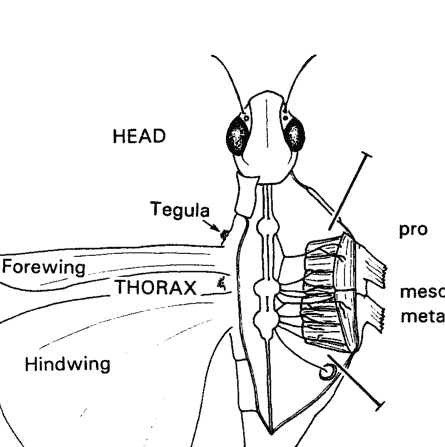 HEAD
Tegula
pro
Forewing
THORAX
meso
meta
Hindwing